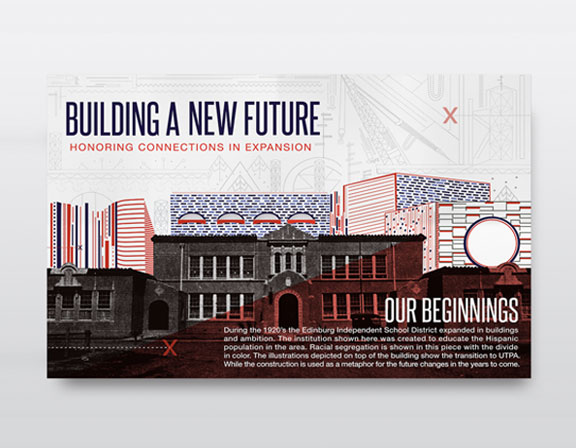 BUILDING A NEW FUTURE
HONORING CONNECTIONS IN EXPANSION
X
X
X
OUR BEGINNINGS
During the 1920's the Edinburg Independent School District expanded in buildings
and ambition. The institution shown here was created to educate the Hispanic
population in the area. Racial segregation is shown in this piece with the divide
in color. The illustrations depicted on top of the building show the transition to UTPA.
While the construction is used as a metaphor for the future changes in the years to come.